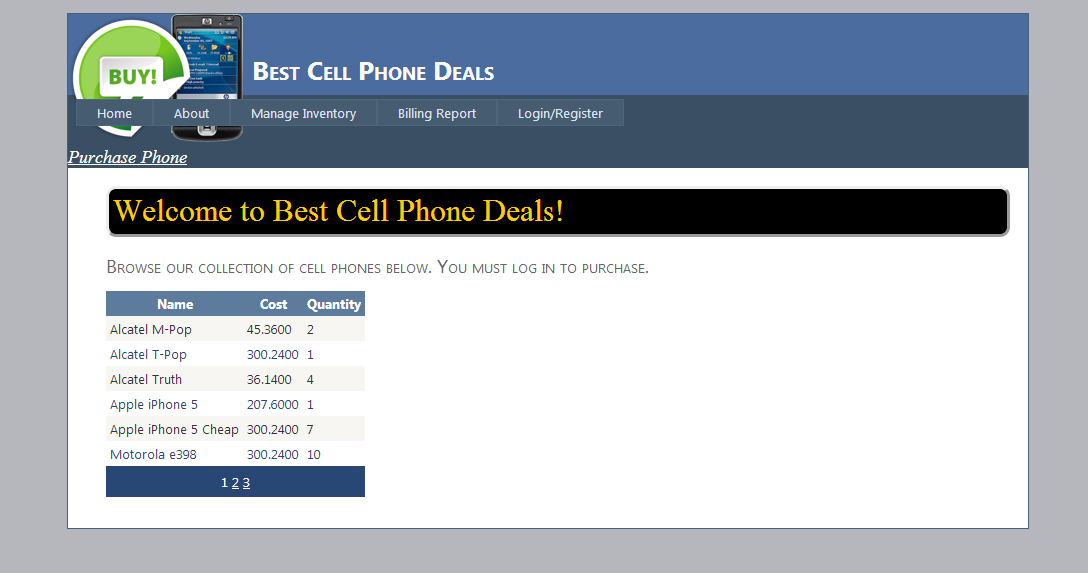 BUY!
Best Cell Phone Deals
Home About Manage Inventory Billing Report Login/Register
Purchase Phone
Welcome to Best Cell Phone Deals!
Browse our collection of cell phones below. You must log in to purchase.
Name Cost Quantity
Alcatel M-Pop 45.3600 2
Alcatel T-Pop 300.2400 1
Alcatel Truth 36.1400 4
Apple iPhone 5 207.6000 1
Apple iPhone 5 Cheap 300.2400 7
Motorola e398 300.2400 10
1 2 3